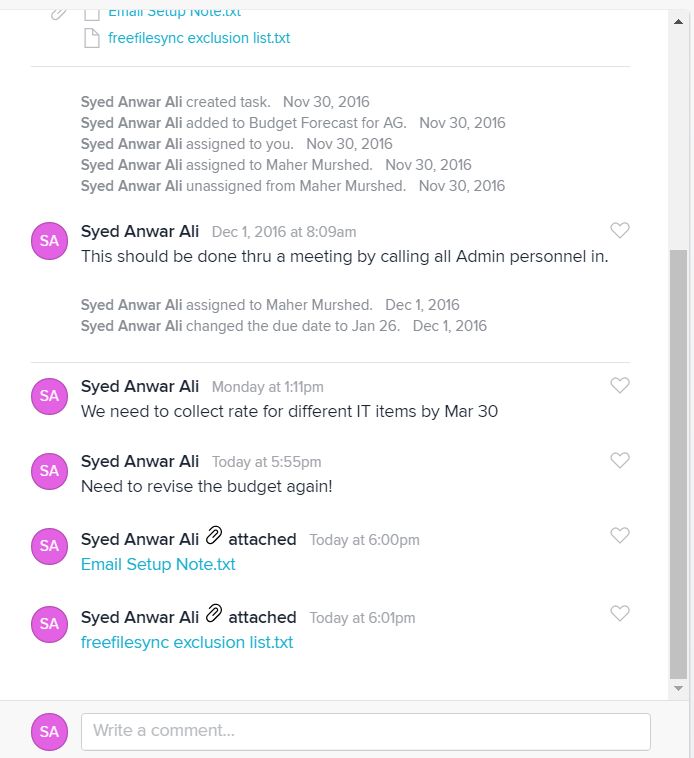 Email Setup Note.txt
freefilesync exclusion list.txt
Syed Anwar Ali created task. Nov 30, 2016
Syed Anwar Ali added to Budget Forecast for AG. Nov 30, 2016
Syed Anwar Ali assigned to you. Nov 30, 2016
Syed Anwar Ali assigned to Maher Murshed. Nov 30, 2016
Syed Anwar Ali unassigned from Maher Murshed. Nov 30, 2016
SA
Syed Anwar Ali Dec 1, 2016 at 8:09am
This should be done thru a meeting by calling all Admin personnel in.
Syed Anwar Ali assigned to Maher Murshed. Dec 1, 2016
Syed Anwar Ali changed the due date to Jan 26. Dec 1, 2016
SA
Syed Anwar Ali Monday at 1:11pm
We need to collect rate for different IT items by Mar 30
SA
Syed Anwar Ali Today at 5:55pm
Need to revise the budget again!
SA
Syed Anwar Ali attached Today at 6:00pm
Email Setup Note.txt
SA
Syed Anwar Ali attached Today at 6:01pm
freefilesync exclusion list.txt
SA
Write a comment...